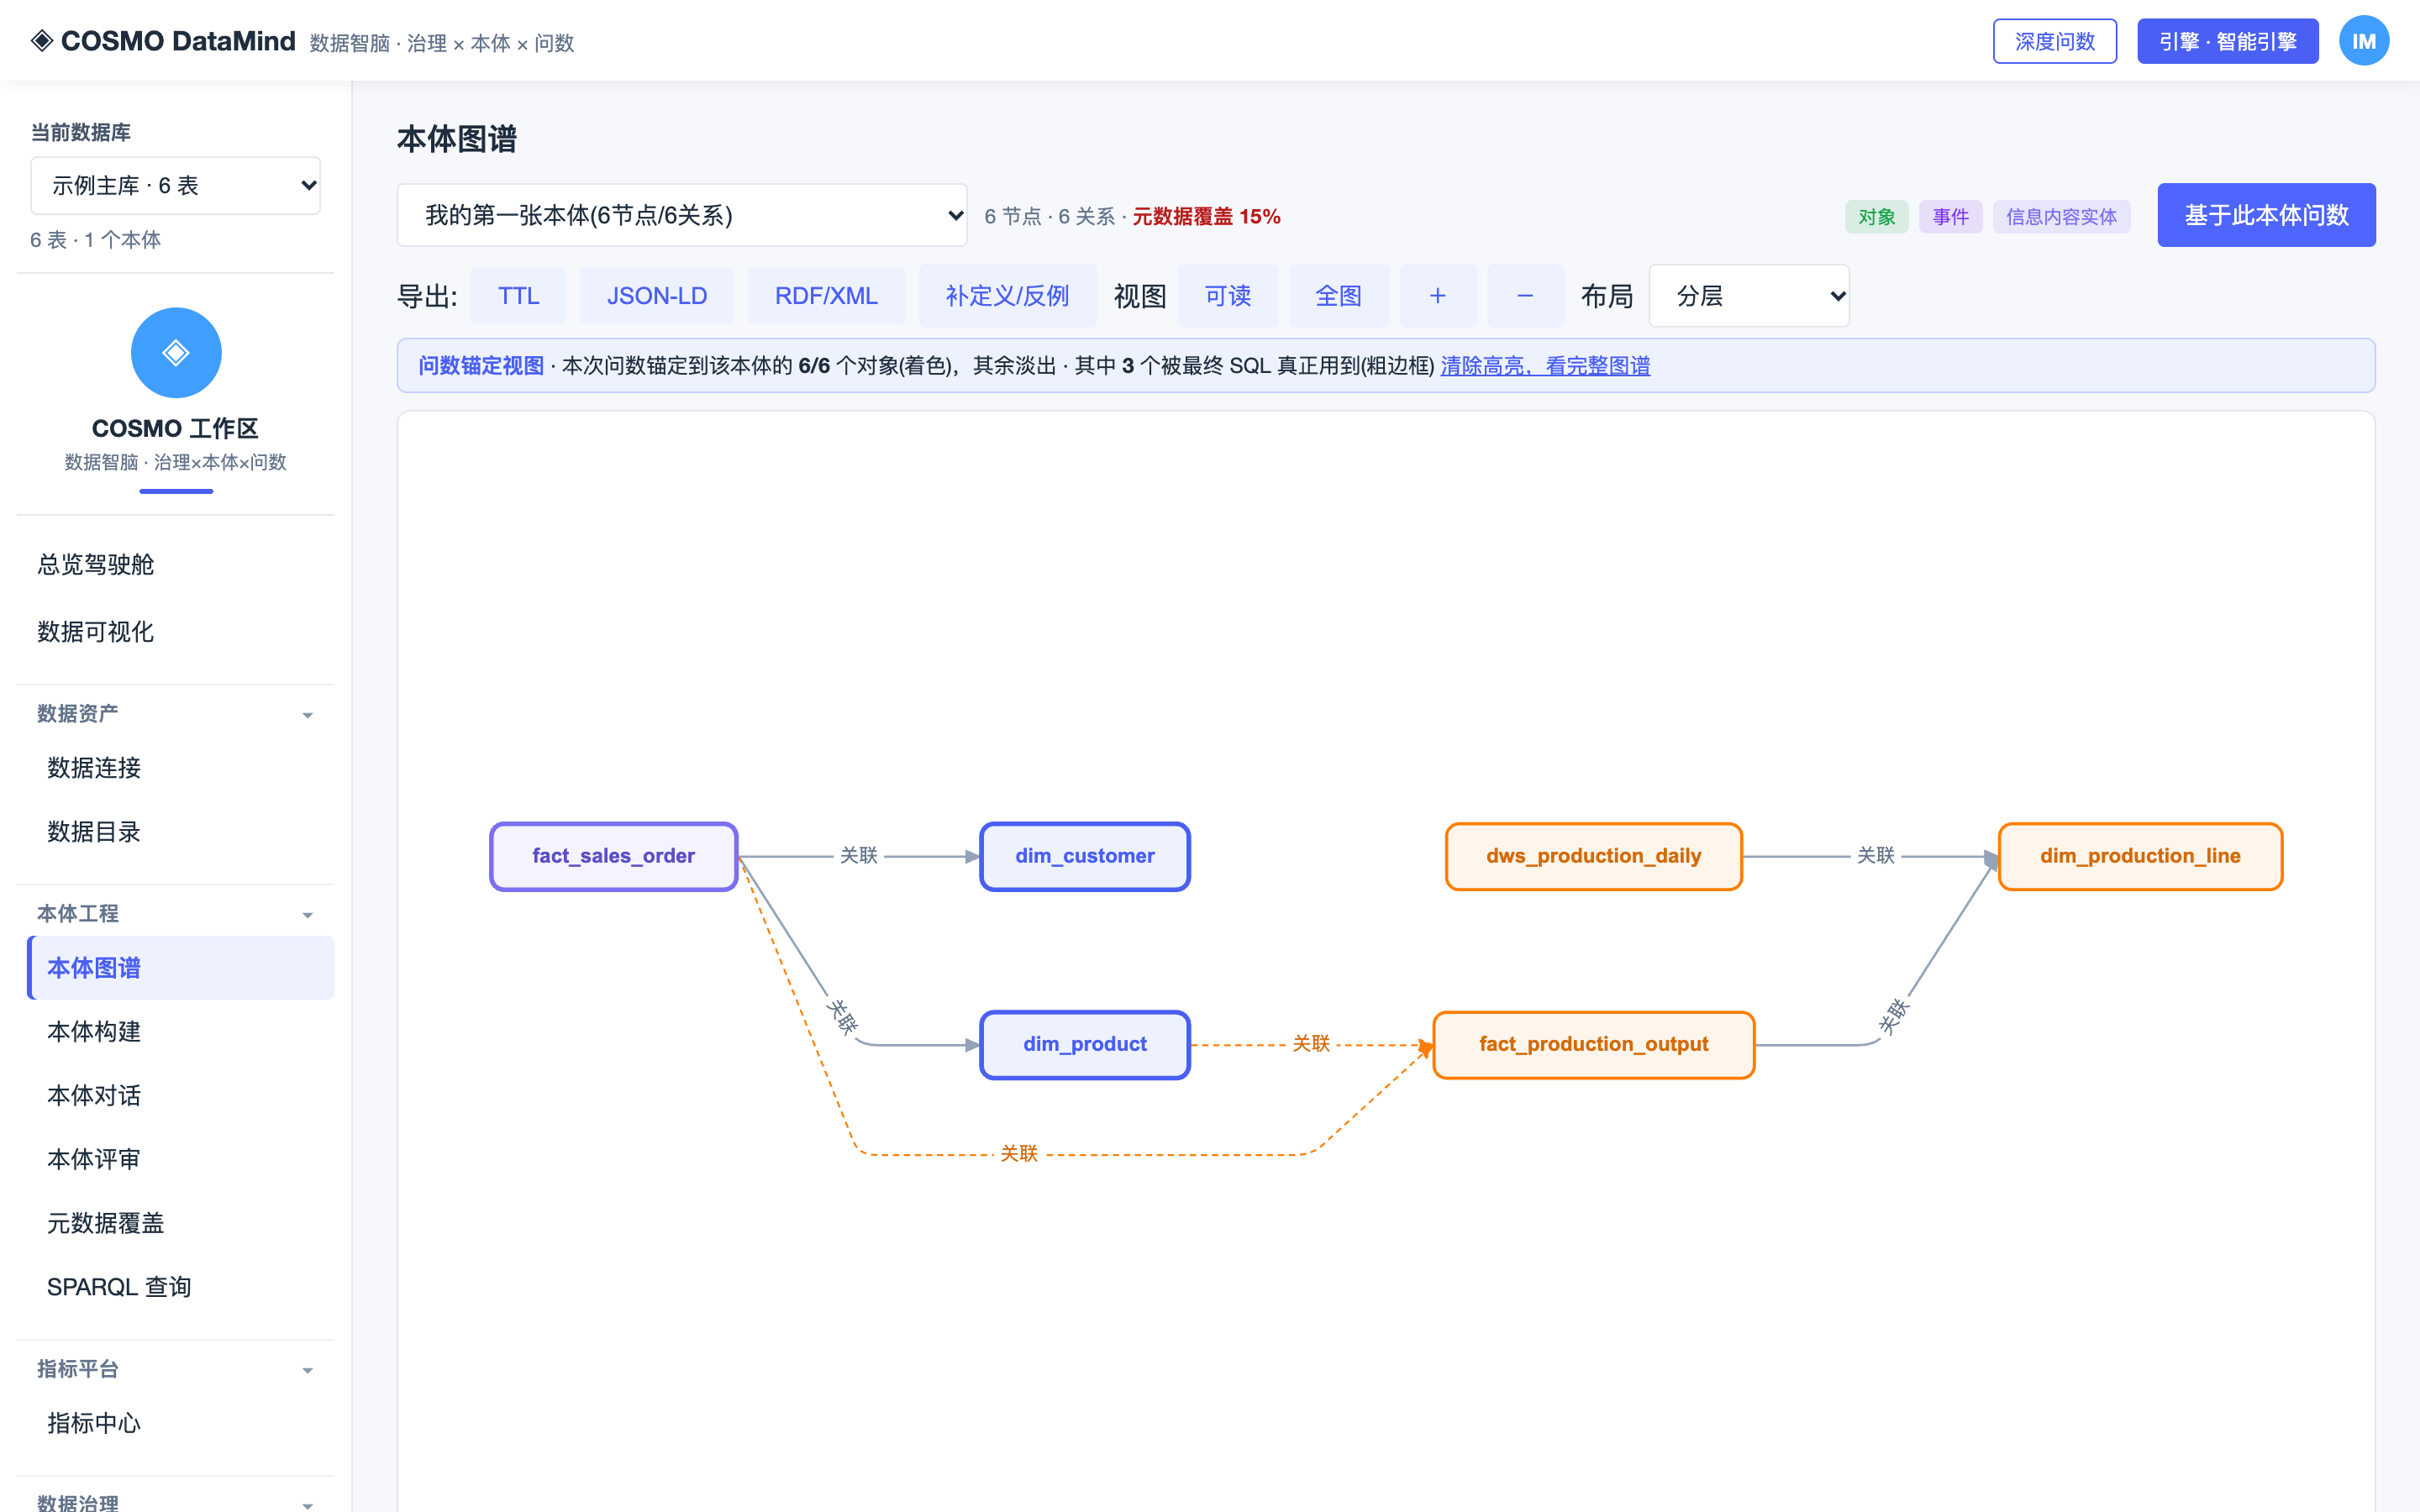 ◈ COSMO DataMind 数据智脑 · 治理 × 本体 × 问数
深度问数
引擎 · 智能引擎
IM
当前数据库
示例主库 · 6 表
6 表 · 1 个本体
◈
COSMO 工作区
数据智脑 · 治理×本体×问数
总览驾驶舱
数据可视化
数据资产
数据连接
数据目录
本体工程
本体图谱
本体构建
本体对话
本体评审
元数据覆盖
SPARQL 查询
指标平台
指标中心
数据治理
本体图谱
我的第一张本体(6节点/6关系)
6 节点 · 6 关系 · 元数据覆盖 15%
对象
事件
信息内容实体
基于此本体问数
导出: TTL JSON-LD RDF/XML 补定义/反例 视图 可读 全图 + − 布局 分层
问数锚定视图 · 本次问数锚定到该本体的 6/6 个对象(着色)，其余淡出 · 其中 3 个被最终 SQL 真正用到(粗边框) 清除高亮，看完整图谱
fact_sales_order
关联
dim_customer
dws_production_daily
关联
dim_production_line
关联
关联
dim_product
关联
fact_production_output
关联